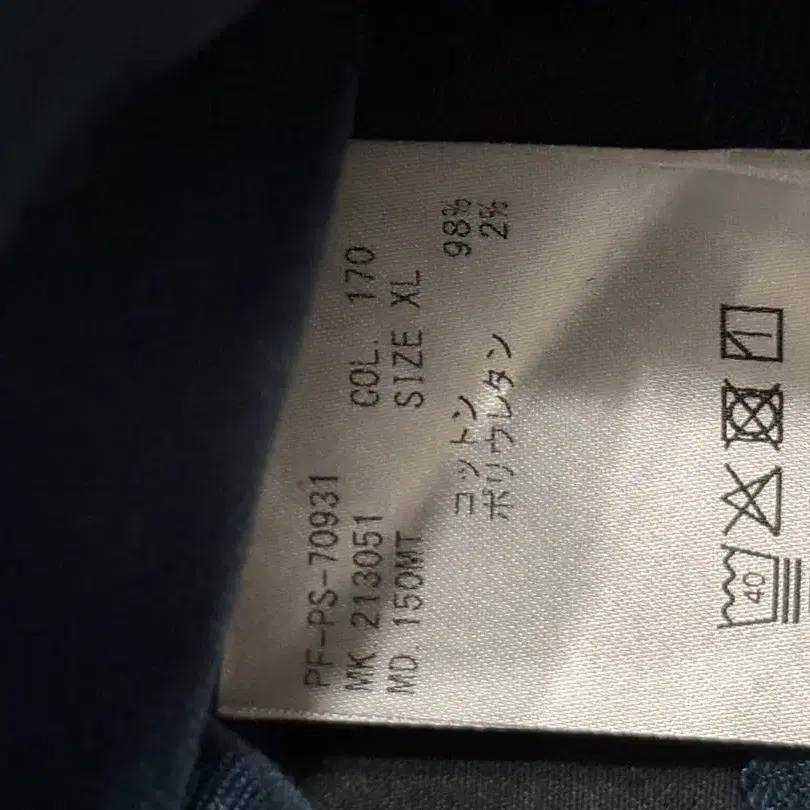 PF-PS-70931
MK. 213051 COL. 170
MD. 150MT SIZE XL
コットン 98%
ポリウレタン 2%
40